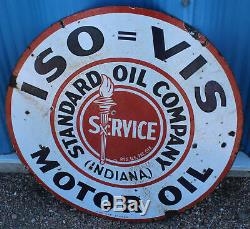 ISO=VIS
STANDARD OIL COMPANY
SERVICE
(INDIANA)
MOTOR OIL